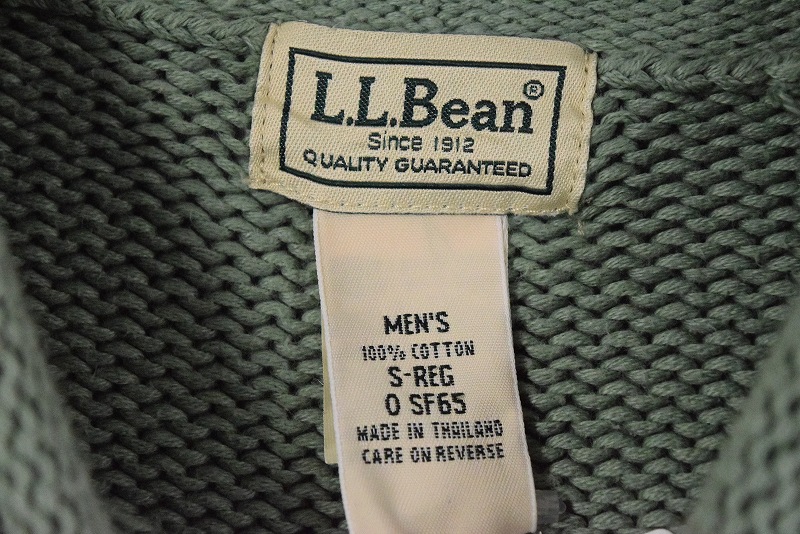 L.L.Bean®
Since 1912
QUALITY GUARANTEED
MEN'S
100% COTTON
S-REG
0 SF65
MADE IN THAILAND
CARE ON REVERSE